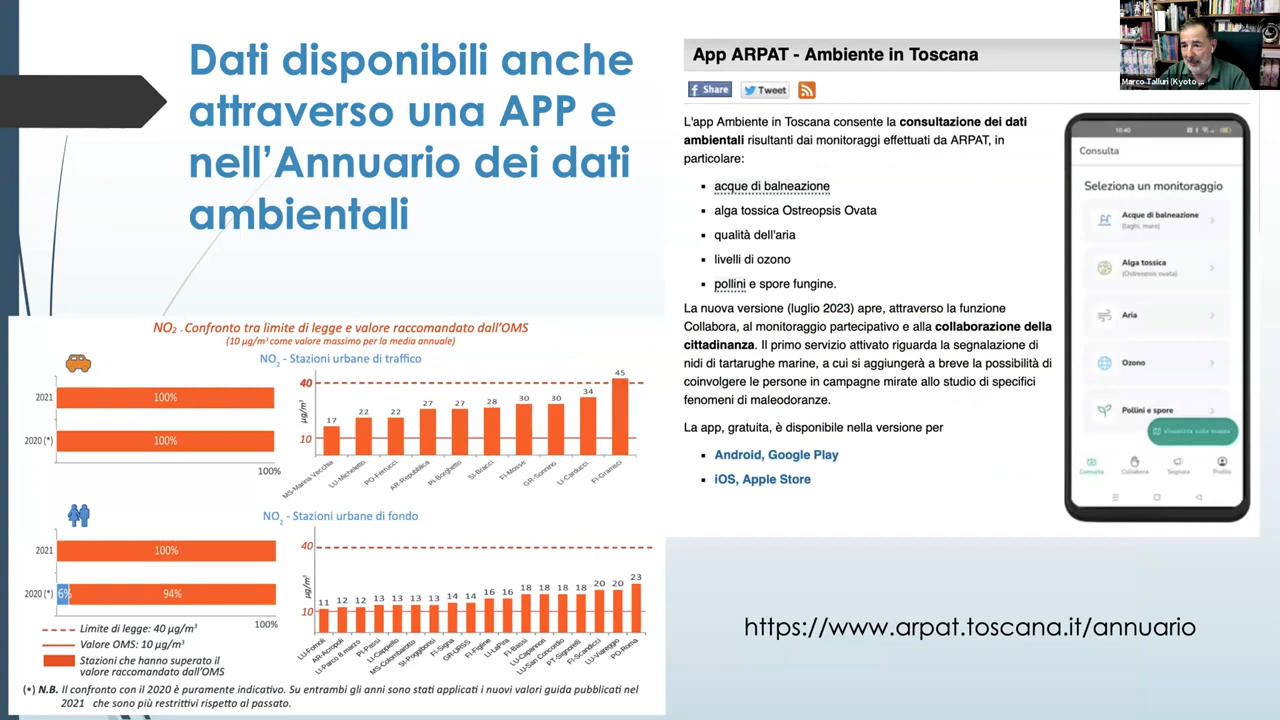 Dati disponibili anche
attraverso una APP e
nell'Annuario dei dati
ambientali
App ARPAT - Ambiente in Toscana
Share
Tweet
Marco Talluri (Kyoto ...
L'app Ambiente in Toscana consente la consultazione dei dati
ambientali risultanti dai monitoraggi effettuati da ARPAT, in
particolare:
acque di balneazione
alga tossica Ostreopsis Ovata
qualità dell'aria
livelli di ozono
pollini e spore fungine.
La nuova versione (luglio 2023) apre, attraverso la funzione
Collabora, al monitoraggio partecipativo e alla collaborazione della
cittadinanza. Il primo servizio attivato riguarda la segnalazione di
nidi di tartarughe marine, a cui si aggiungerà a breve la possibilità di
coinvolgere le persone in campagne mirate allo studio di specifici
fenomeni di maleodoranze.
La app, gratuita, è disponibile nella versione per
Android, Google Play
iOS, Apple Store
10:40
Consulta
Seleziona un monitoraggio
Acque di balneazione
(laghi, mare)
Alga tossica
(Ostreopsis ovata)
Aria
Ozono
Pollini e spore
Visualizza sulla mappa
Consulta Collabora Segnala Profilo
https://www.arpat.toscana.it/annuario
NO₂ - Confronto tra limite di legge e valore raccomandato dall'OMS
(10 µg/m³ come valore massimo per la media annuale)
NO₂ - Stazioni urbane di traffico
2021 100%
2020 (*) 100%
100%
µg/m³
40
10
17 22 22 27 27 28 30 30 34 45
MS-Marina Vecchia LU-Micheletto PO-Ferrucci AR-Repubblica PI-Borghetto SI-Bracci FI-Mosse GR-Sonnino LI-Carducci FI-Gramsci
NO₂ - Stazioni urbane di fondo
2021 100%
2020 (*) 6% 94%
100%
µg/m³
40
10
11 12 12 13 13 13 13 14 14 16 16 18 18 18 18 20 20 23
LU-Fornoli AR-Acropoli LI-Parco 8 marzo PI-Passi LI-Cappiello MS-Colombarotto SI-Poggibonsi FI-Signa GR-URSS FI-Figline LI-LaPira FI-Bassi LU-Capannori LU-San Concordio PT-Signorelli FI-Scandicci LU-Viareggio PO-Roma
Limite di legge: 40 µg/m³
Valore OMS: 10 µg/m³
Stazioni che hanno superato il
valore raccomandato dall'OMS
(*) N.B. Il confronto con il 2020 è puramente indicativo. Su entrambi gli anni sono stati applicati i nuovi valori guida pubblicati nel
2021 che sono più restrittivi rispetto al passato.